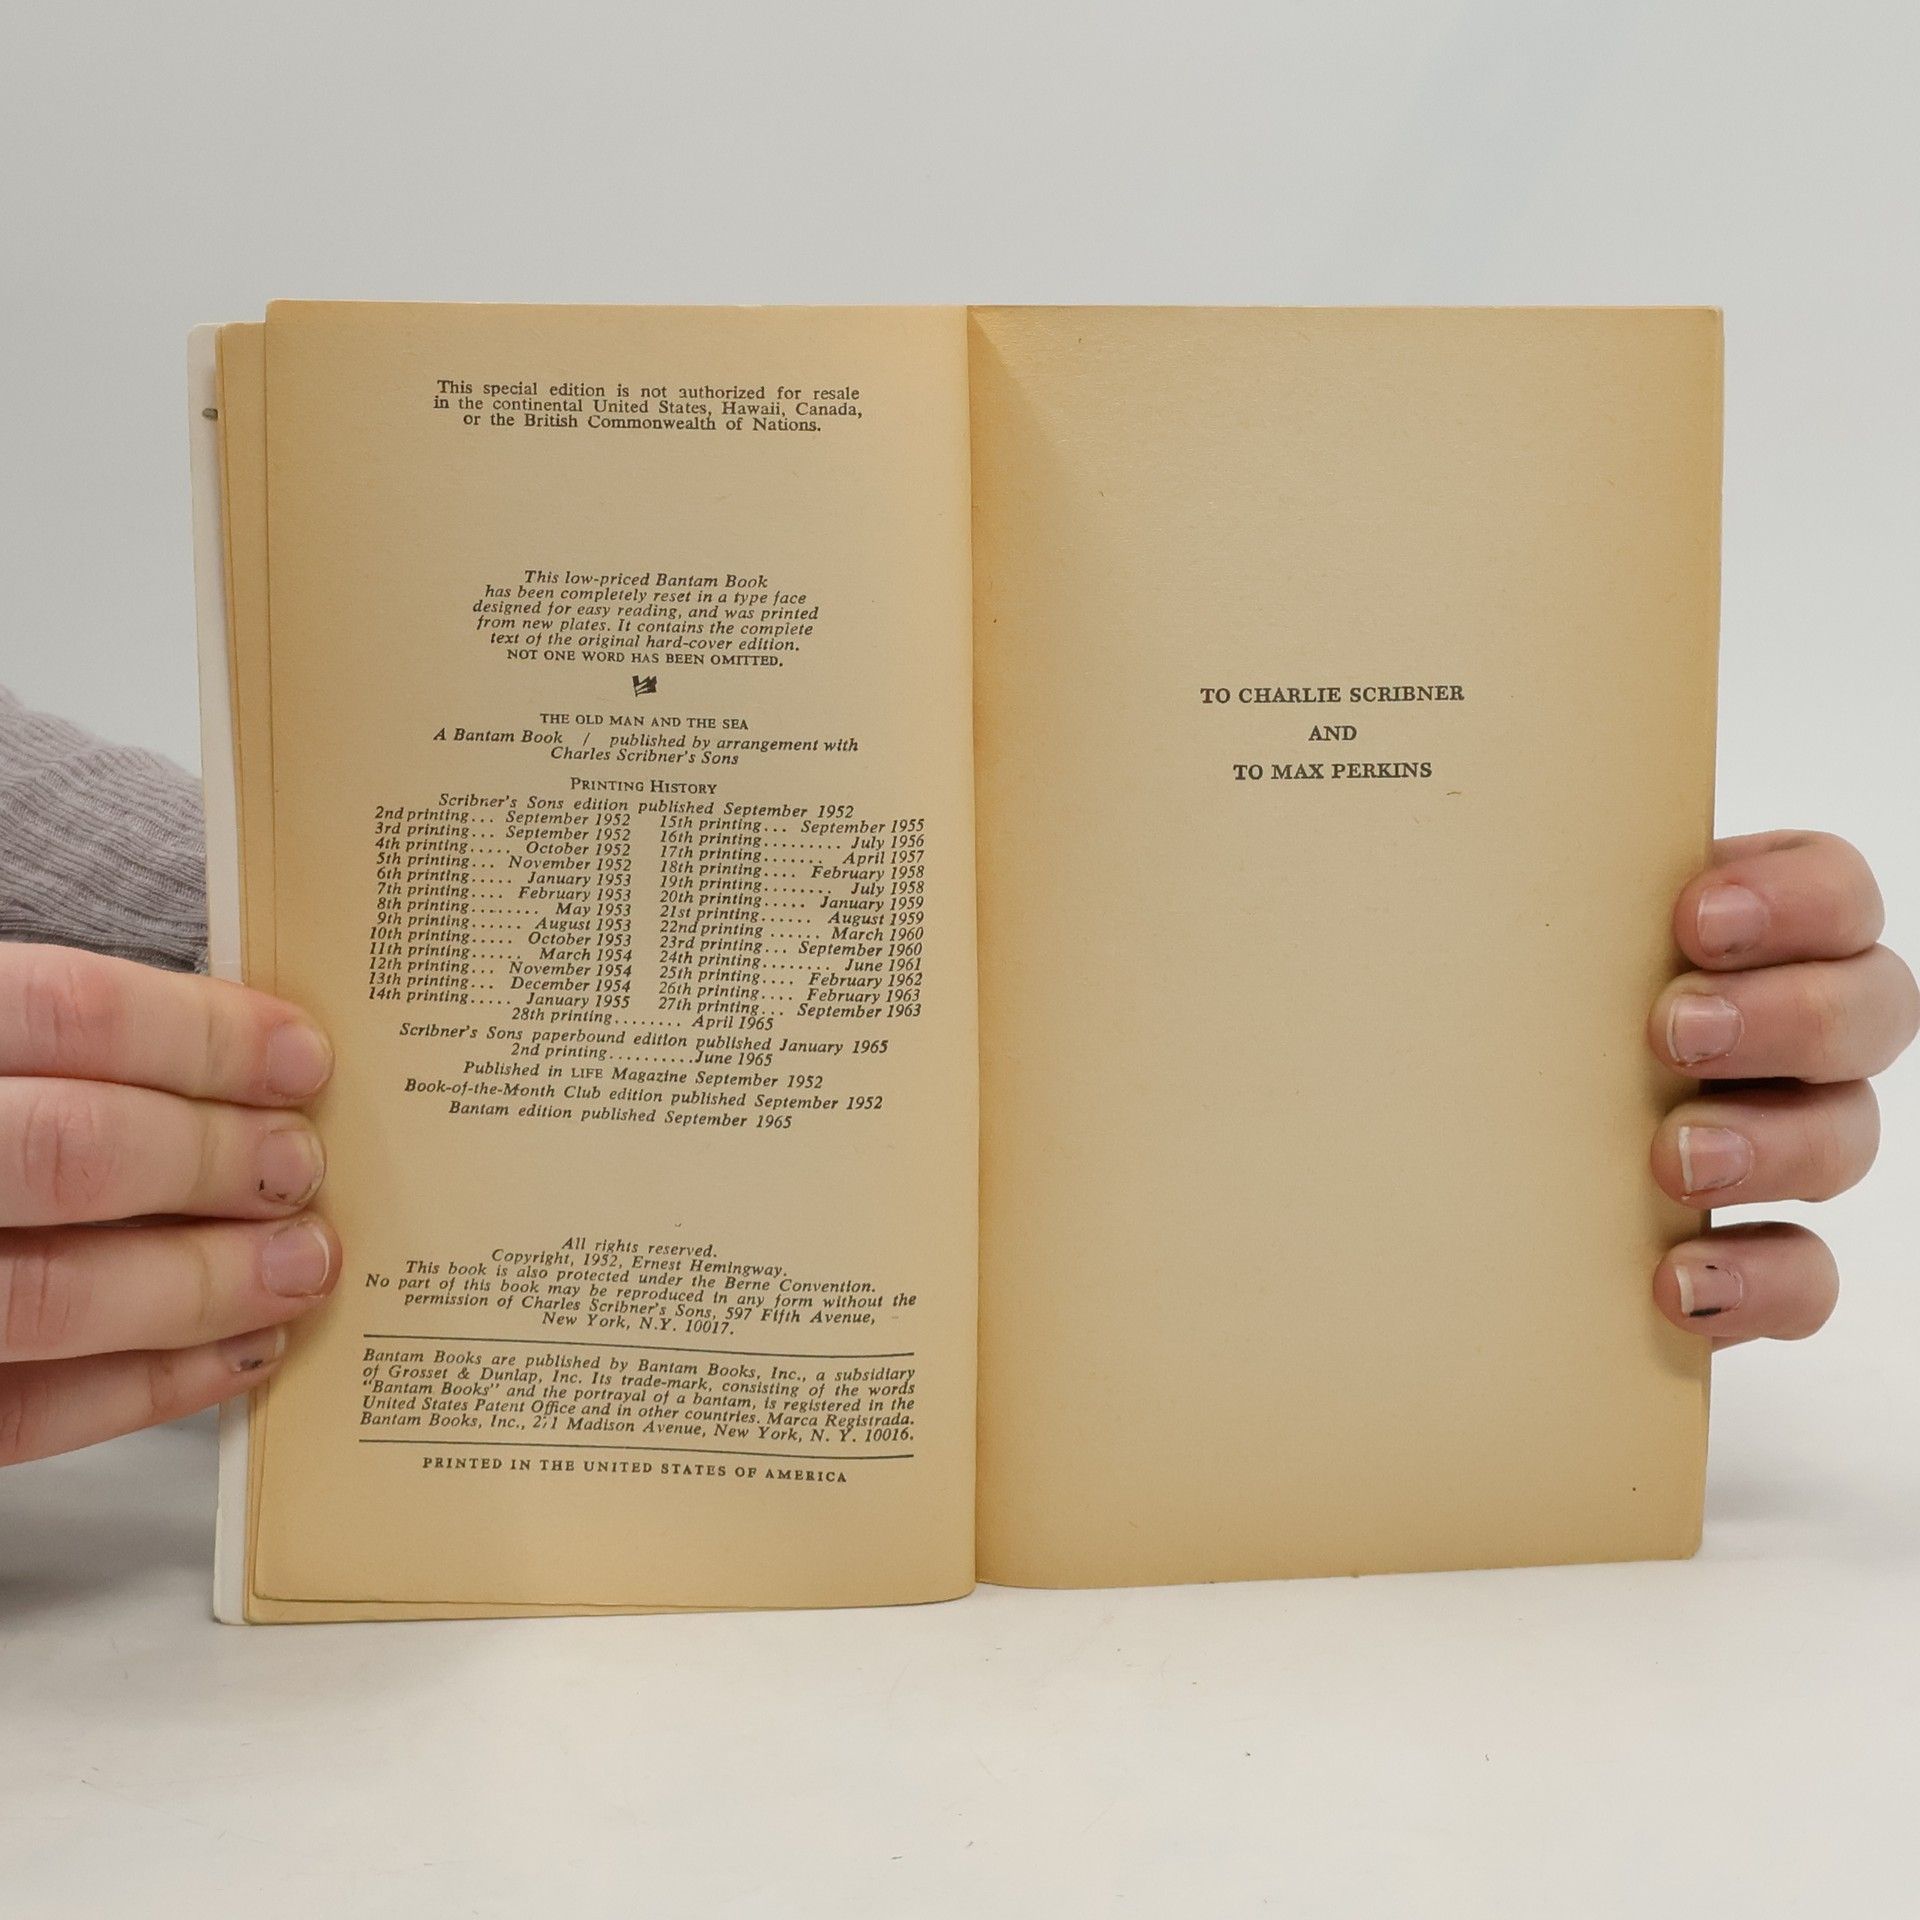 This special edition is not authorized for resale
in the continental United States, Hawaii, Canada,
or the British Commonwealth of Nations.
This low-priced Bantam Book
has been completely reset in a type face
designed for easy reading, and was printed
from new plates. It contains the complete
text of the original hard-cover edition.
NOT ONE WORD HAS BEEN OMITTED.
THE OLD MAN AND THE SEA
A Bantam Book / published by arrangement with
Charles Scribner's Sons
PRINTING HISTORY
Scribner's Sons edition published September 1952
2nd printing... September 1952
3rd printing... September 1952
4th printing..... October 1952
5th printing... November 1952
6th printing..... January 1953
7th printing.... February 1953
8th printing........ May 1953
9th printing...... August 1953
10th printing..... October 1953
11th printing...... March 1954
12th printing... November 1954
13th printing... December 1954
14th printing..... January 1955
15th printing... September 1955
16th printing......... July 1956
17th printing....... April 1957
18th printing.... February 1958
19th printing........ July 1958
20th printing..... January 1959
21st printing...... August 1959
22nd printing ...... March 1960
23rd printing... September 1960
24th printing........ June 1961
25th printing.... February 1962
26th printing.... February 1963
27th printing... September 1963
28th printing........ April 1965
Scribner's Sons paperbound edition published January 1965
2nd printing..........June 1965
Published in LIFE Magazine September 1952
Book-of-the-Month Club edition published September 1952
Bantam edition published September 1965
All rights reserved.
Copyright, 1952, Ernest Hemingway.
This book is also protected under the Berne Convention.
No part of this book may be reproduced in any form without the
permission of Charles Scribner's Sons, 597 Fifth Avenue,
New York, N.Y. 10017.
Bantam Books are published by Bantam Books, Inc., a subsidiary
of Grosset & Dunlap, Inc. Its trade-mark, consisting of the words
"Bantam Books" and the portrayal of a bantam, is registered in the
United States Patent Office and in other countries. Marca Registrada.
Bantam Books, Inc., Madison Avenue, New York, N. Y. 10016.
PRINTED IN THE UNITED STATES OF AMERICA
TO CHARLIE SCRIBNER
AND
TO MAX PERKINS